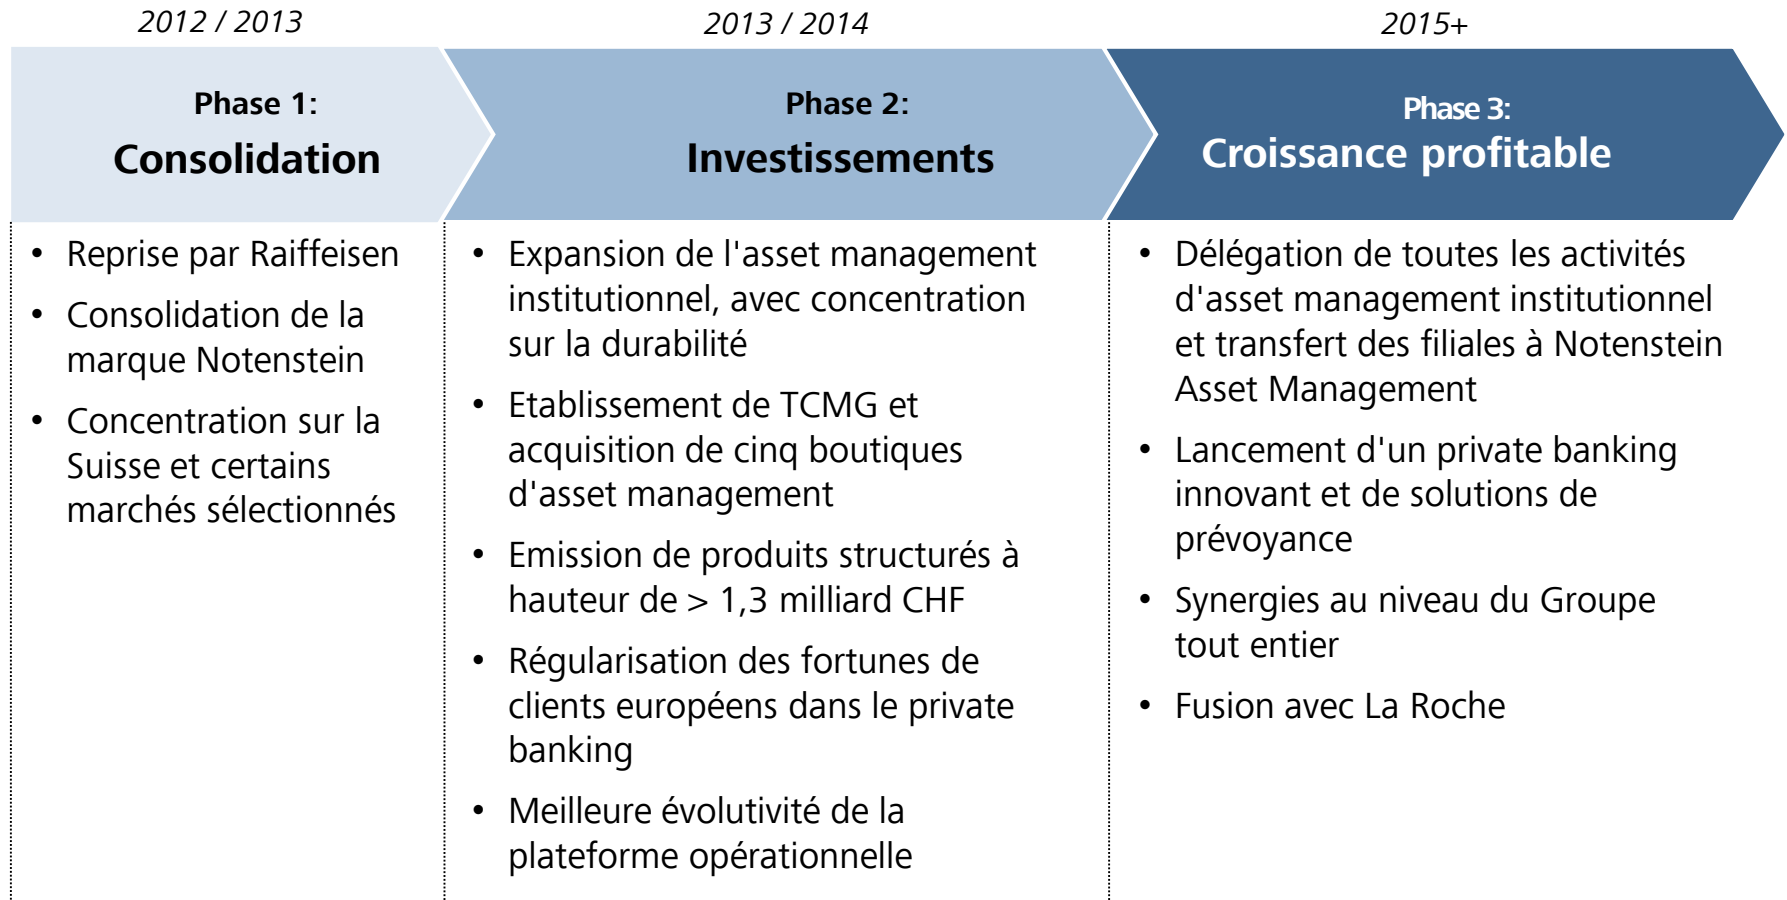 2012 / 2013
Phase 1:
Consolidation
• Reprise par Raiffeisen
• Consolidation de la
marque Notenstein
• Concentration sur la
Suisse et certains
marchés sélectionnés
2013 / 2014
Phase 2:
Investissements
• Expansion de l'asset management
institutionnel, avec concentration
sur la durabilité
• Etablissement de TCMG et
acquisition de cinq boutiques
d'asset management
• Emission de produits structurés à
hauteur de > 1,3 milliard CHF
• Régularisation des fortunes de
clients européens dans le private
banking
• Meilleure évolutivité de la
plateforme opérationnelle
2015+
Phase 3:
Croissance profitable
• Délégation de toutes les activités
d'asset management institutionnel
et transfert des filiales à Notenstein
Asset Management
• Lancement d'un private banking
innovant et de solutions de
prévoyance
• Synergies au niveau du Groupe
tout entier
• Fusion avec La Roche